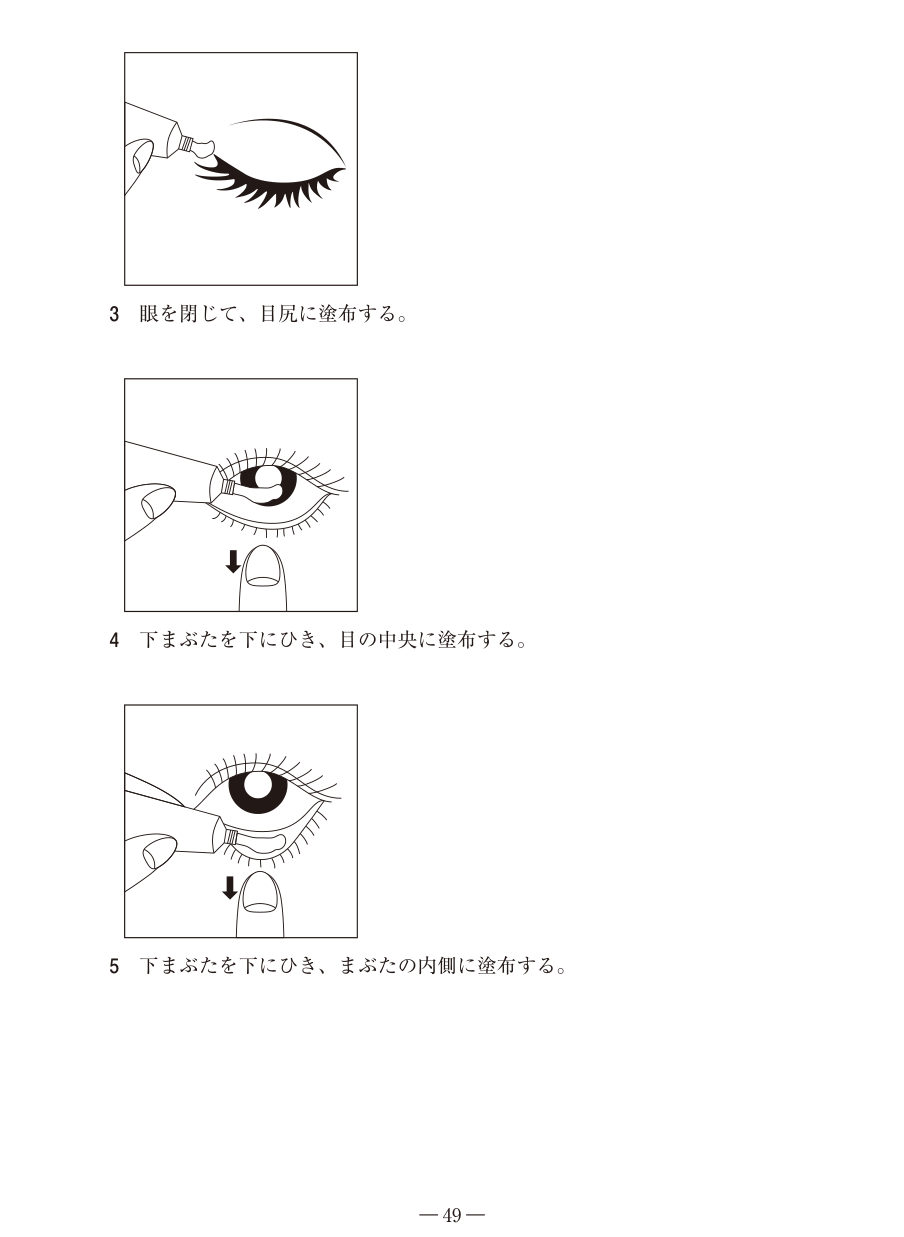 3 眼を閉じて、目尻に塗布する。
4 下まぶたを下にひき、目の中央に塗布する。
5 下まぶたを下にひき、まぶたの内側に塗布する。
— 49 —